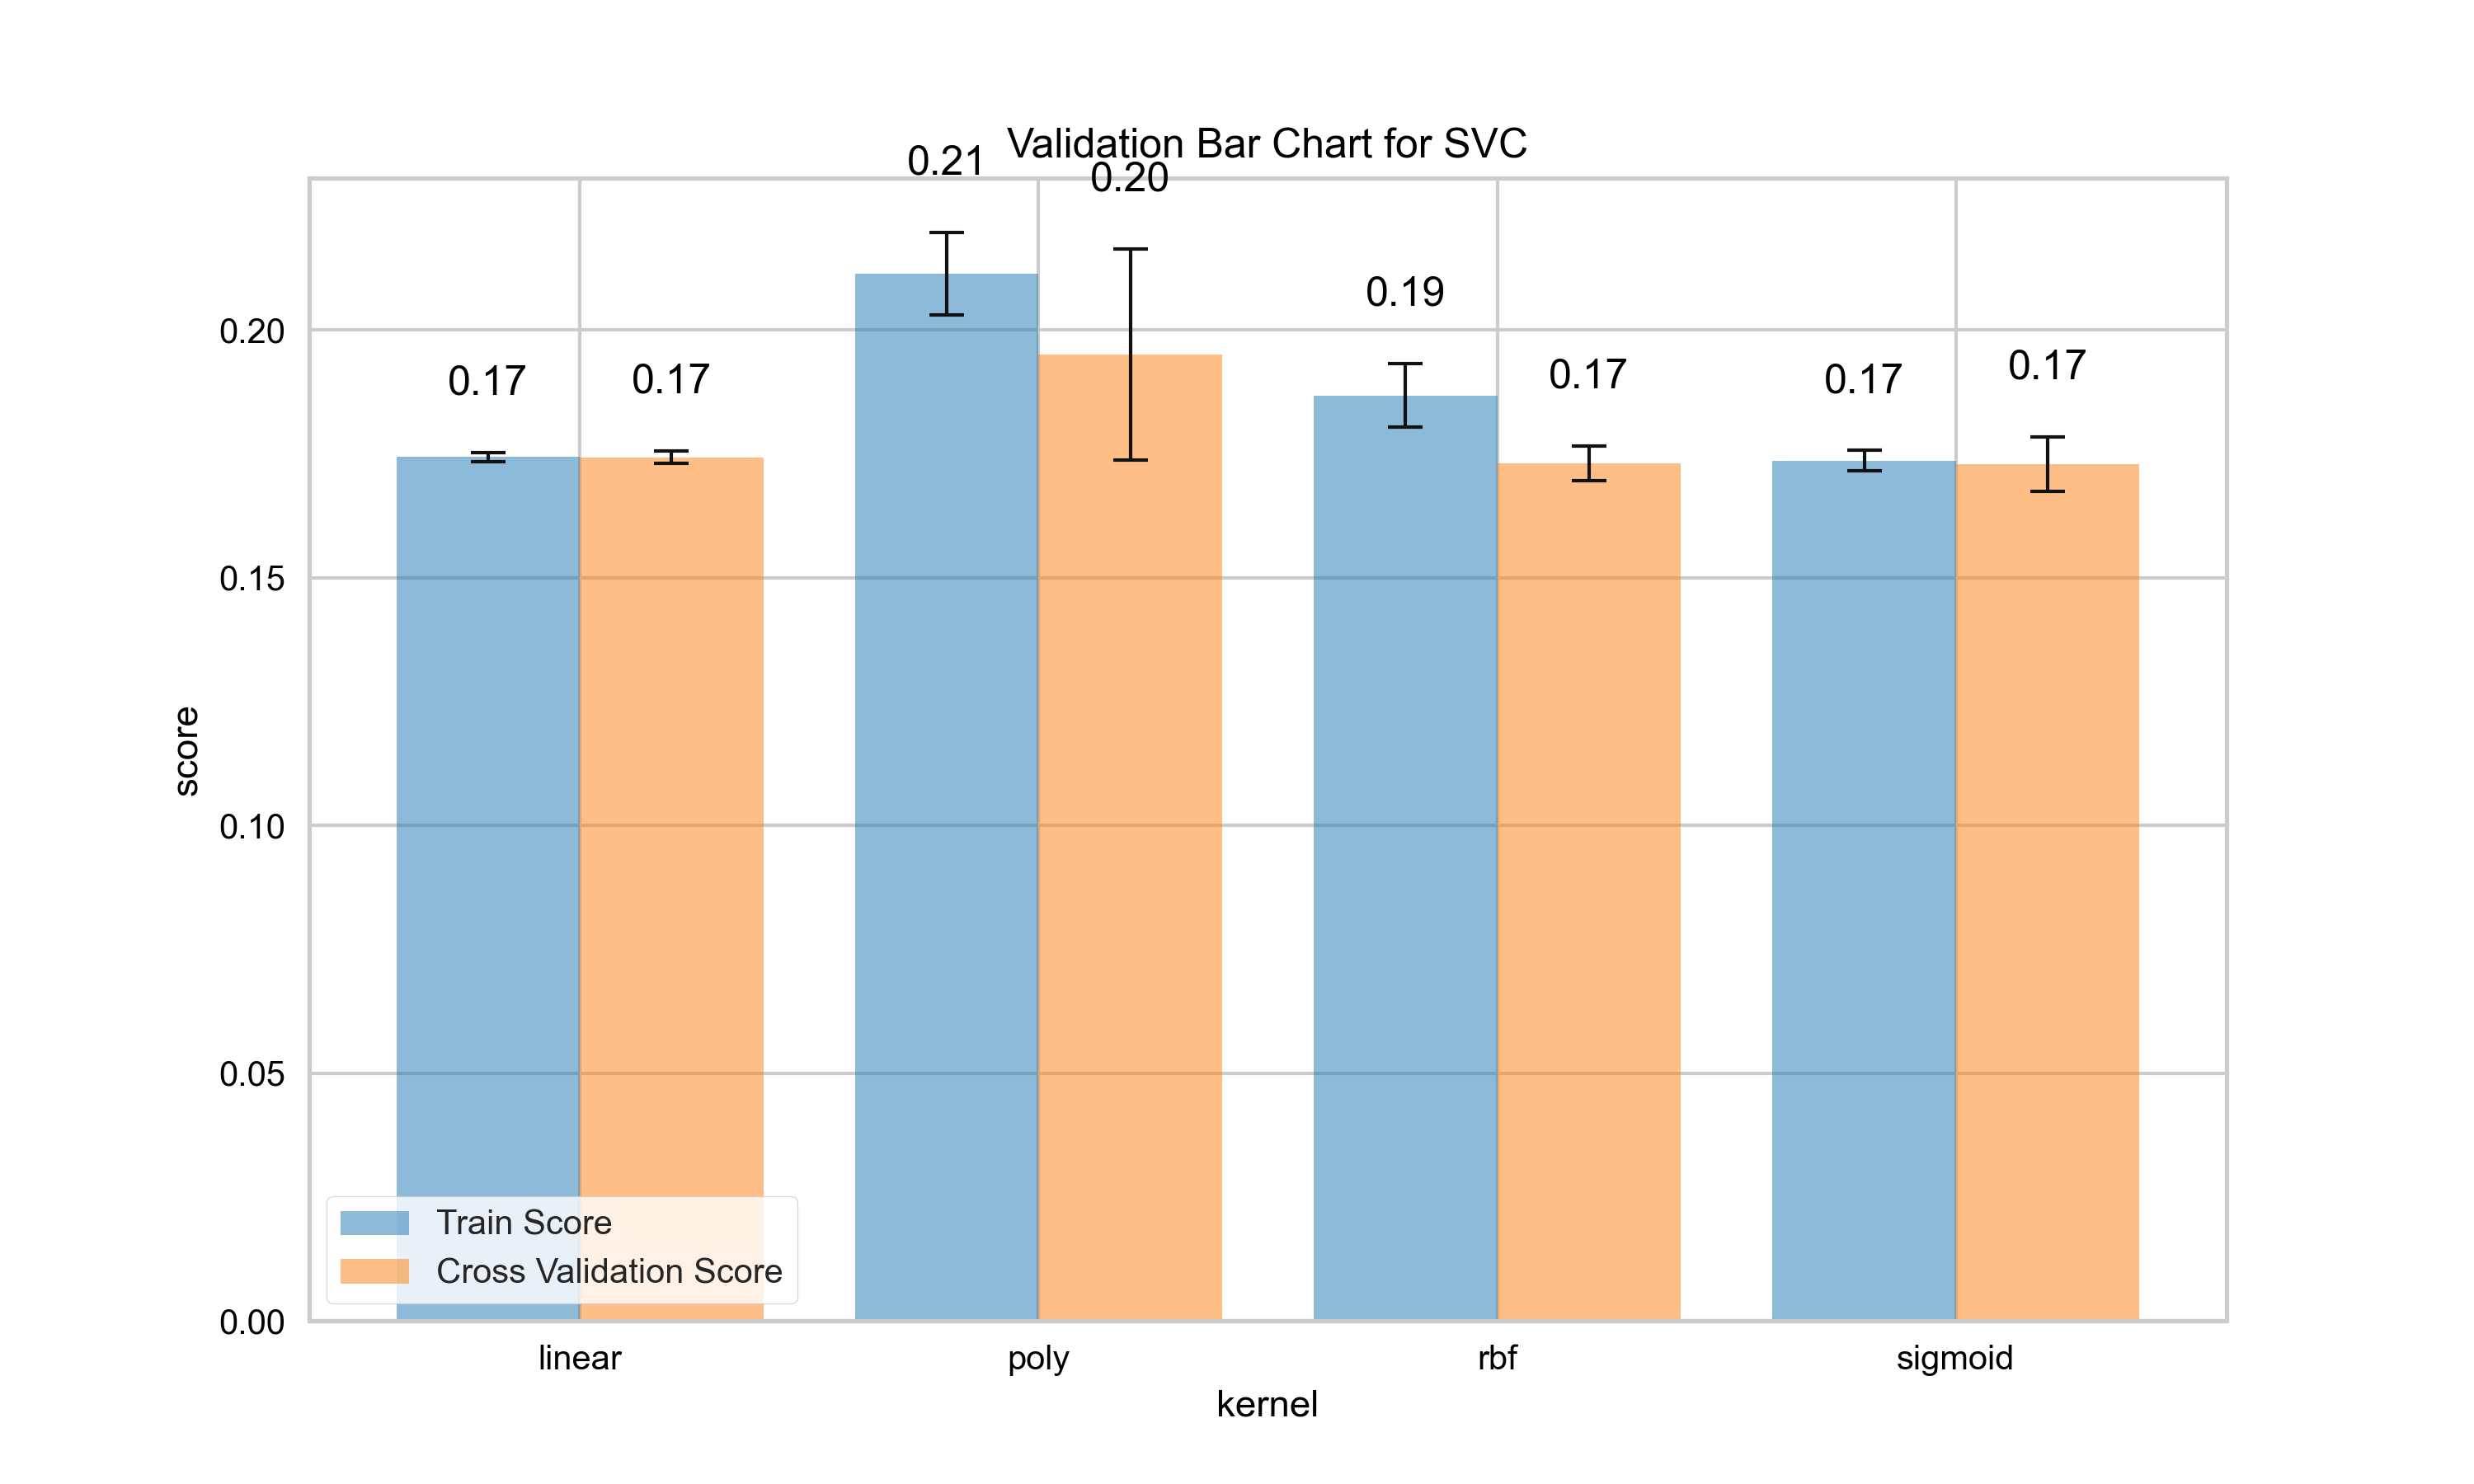 Validation Bar Chart for SVC
0.21
0.20
0.19
0.17
0.17
0.17
0.17
0.17
0.20
0.15
0.10
0.05
0.00
score
Train Score
Cross Validation Score
linear
poly
rbf
sigmoid
kernel